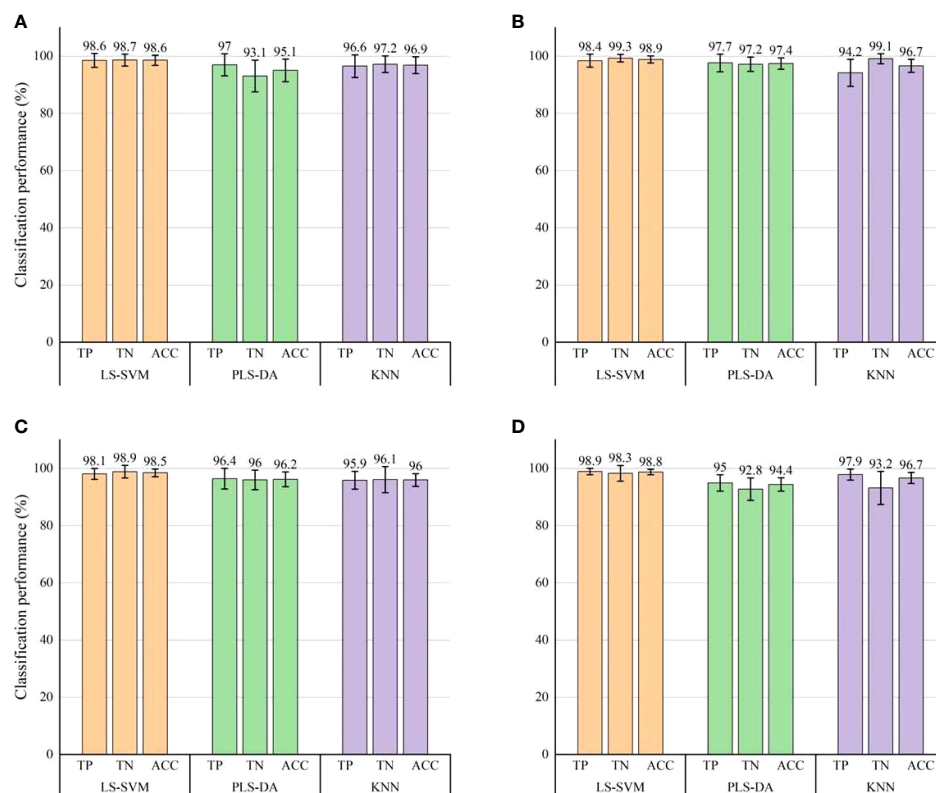 A
Classification performance (%)
100
80
60
40
20
0
98.6 98.7 98.6 97 93.1 95.1 96.6 97.2 96.9
TP TN ACC TP TN ACC TP TN ACC
LS-SVM PLS-DA KNN
B
100
80
60
40
20
0
98.4 99.3 98.9 97.7 97.2 97.4 94.2 99.1 96.7
TP TN ACC TP TN ACC TP TN ACC
LS-SVM PLS-DA KNN
C
Classification performance (%)
100
80
60
40
20
0
98.1 98.9 98.5 96.4 96 96.2 95.9 96.1 96
TP TN ACC TP TN ACC TP TN ACC
LS-SVM PLS-DA KNN
D
100
80
60
40
20
0
98.9 98.3 98.8 95 92.8 94.4 97.9 93.2 96.7
TP TN ACC TP TN ACC TP TN ACC
LS-SVM PLS-DA KNN